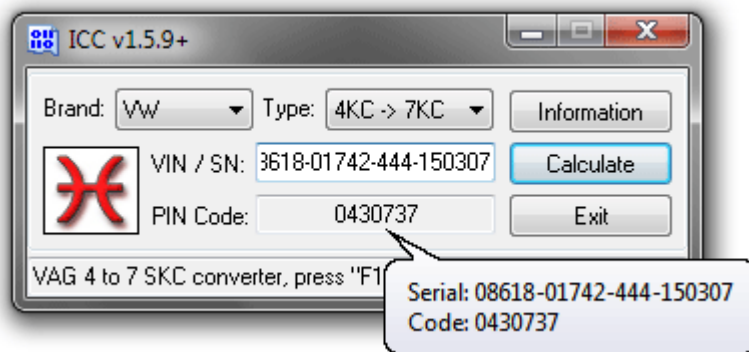 ICC v1.5.9+
Brand: VW Type: 4KC -> 7KC Information
VIN / SN: 3618-01742-444-150307 Calculate
PIN Code: 0430737 Exit
VAG 4 to 7 SKC converter, press "F1
Serial: 08618-01742-444-150307
Code: 0430737